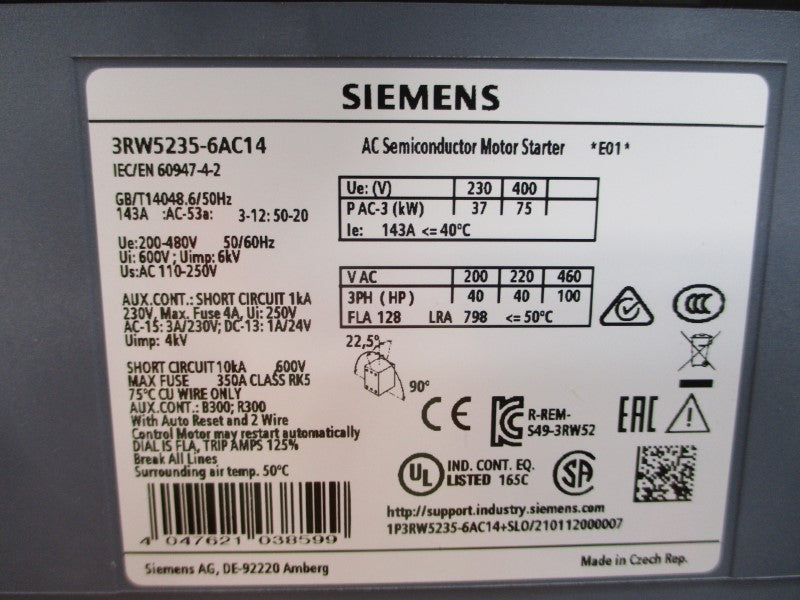 SIEMENS
3RW5235-6AC14
AC Semiconductor Motor Starter *E01*
IEC/EN 60947-4-2
GB/T14048.6/50Hz
143A :AC-53a: 3-12: 50-20
Ue:200-480V 50/60Hz
Ui: 600V ; Uimp: 6kV
Us:AC 110-250V
Ue: (V) 230 400
P AC-3 (kW) 37 75
Ie: 143A <= 40°C
V AC 200 220 460
3PH ( HP ) 40 40 100
FLA 128 LRA 798 <= 50°C
AUX.CONT.: SHORT CIRCUIT 1kA
230V, Max. Fuse 4A, Ui: 250V
AC-15: 3A/230V; DC-13: 1A/24V
Uimp: 4kV
SHORT CIRCUIT 10kA 600V
MAX FUSE 350A CLASS RK5
75°C CU WIRE ONLY
AUX.CONT.: B300; R300
With Auto Reset and 2 Wire
Control Motor may restart automatically
DIAL IS FLA, TRIP AMPS 125%
Break All Lines
Surrounding air temp. 50°C
22,5°
90°
CCC
CE
R-REM-
S49-3RW52
EAC
UL
IND. CONT. EQ.
LISTED 165C
SA
http://support.industry.siemens.com
1P3RW5235-6AC14+SLO/210112000007
4 047621 038599
Siemens AG, DE-92220 Amberg
Made in Czech Rep.